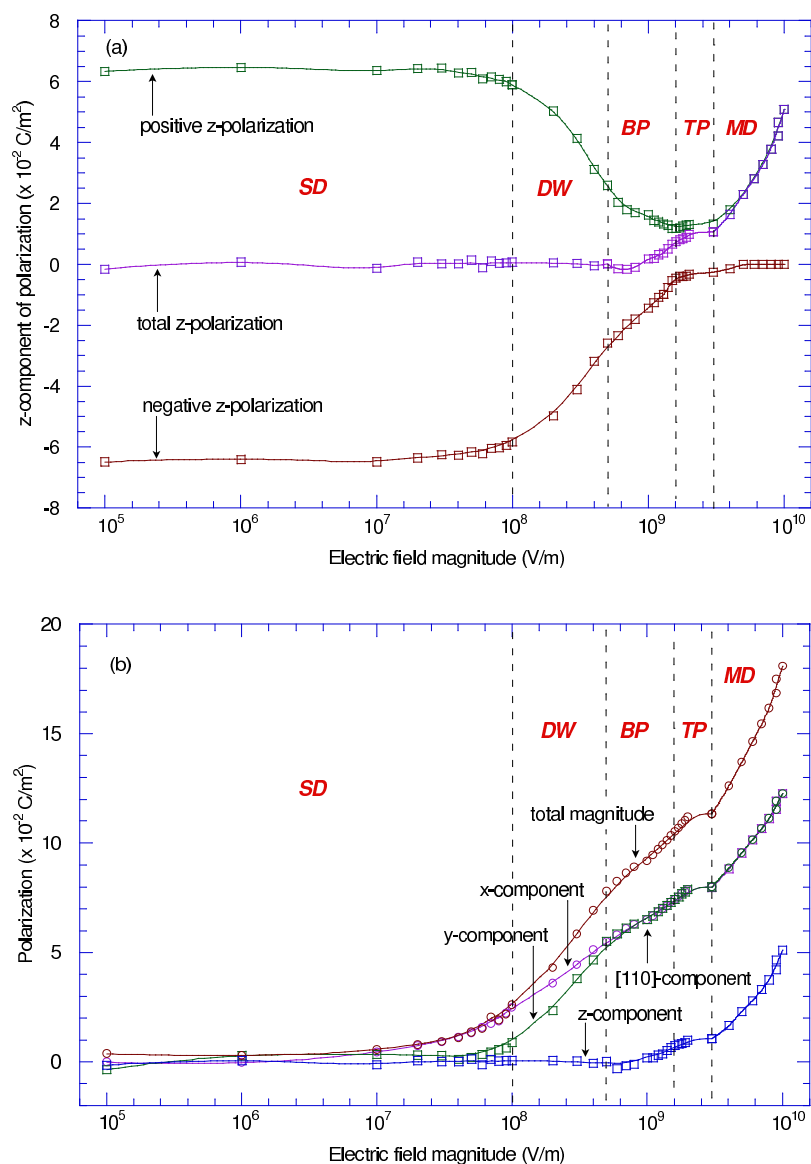 (a)
8
6
4
2
0
-2
-4
-6
-8
z-component of polarization (x 10⁻² C/m²)
positive z-polarization
SD
DW
BP
TP
MD
total z-polarization
negative z-polarization
10⁵ 10⁶ 10⁷ 10⁸ 10⁹ 10¹⁰
Electric field magnitude (V/m)
(b)
20
15
10
5
0
Polarization (x 10⁻² C/m²)
MD
DW
BP
TP
SD
total magnitude
x-component
y-component
[110]-component
z-component
10⁵ 10⁶ 10⁷ 10⁸ 10⁹ 10¹⁰
Electric field magnitude (V/m)